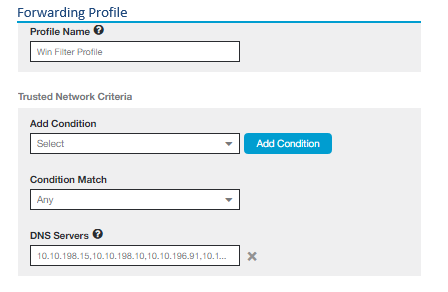 Forwarding Profile
Profile Name ?
Win Filter Profile
Trusted Network Criteria
Add Condition
Select
Add Condition
Condition Match
Any
DNS Servers ?
10.10.198.15,10.10.198.10,10.10.196.91,10.1...